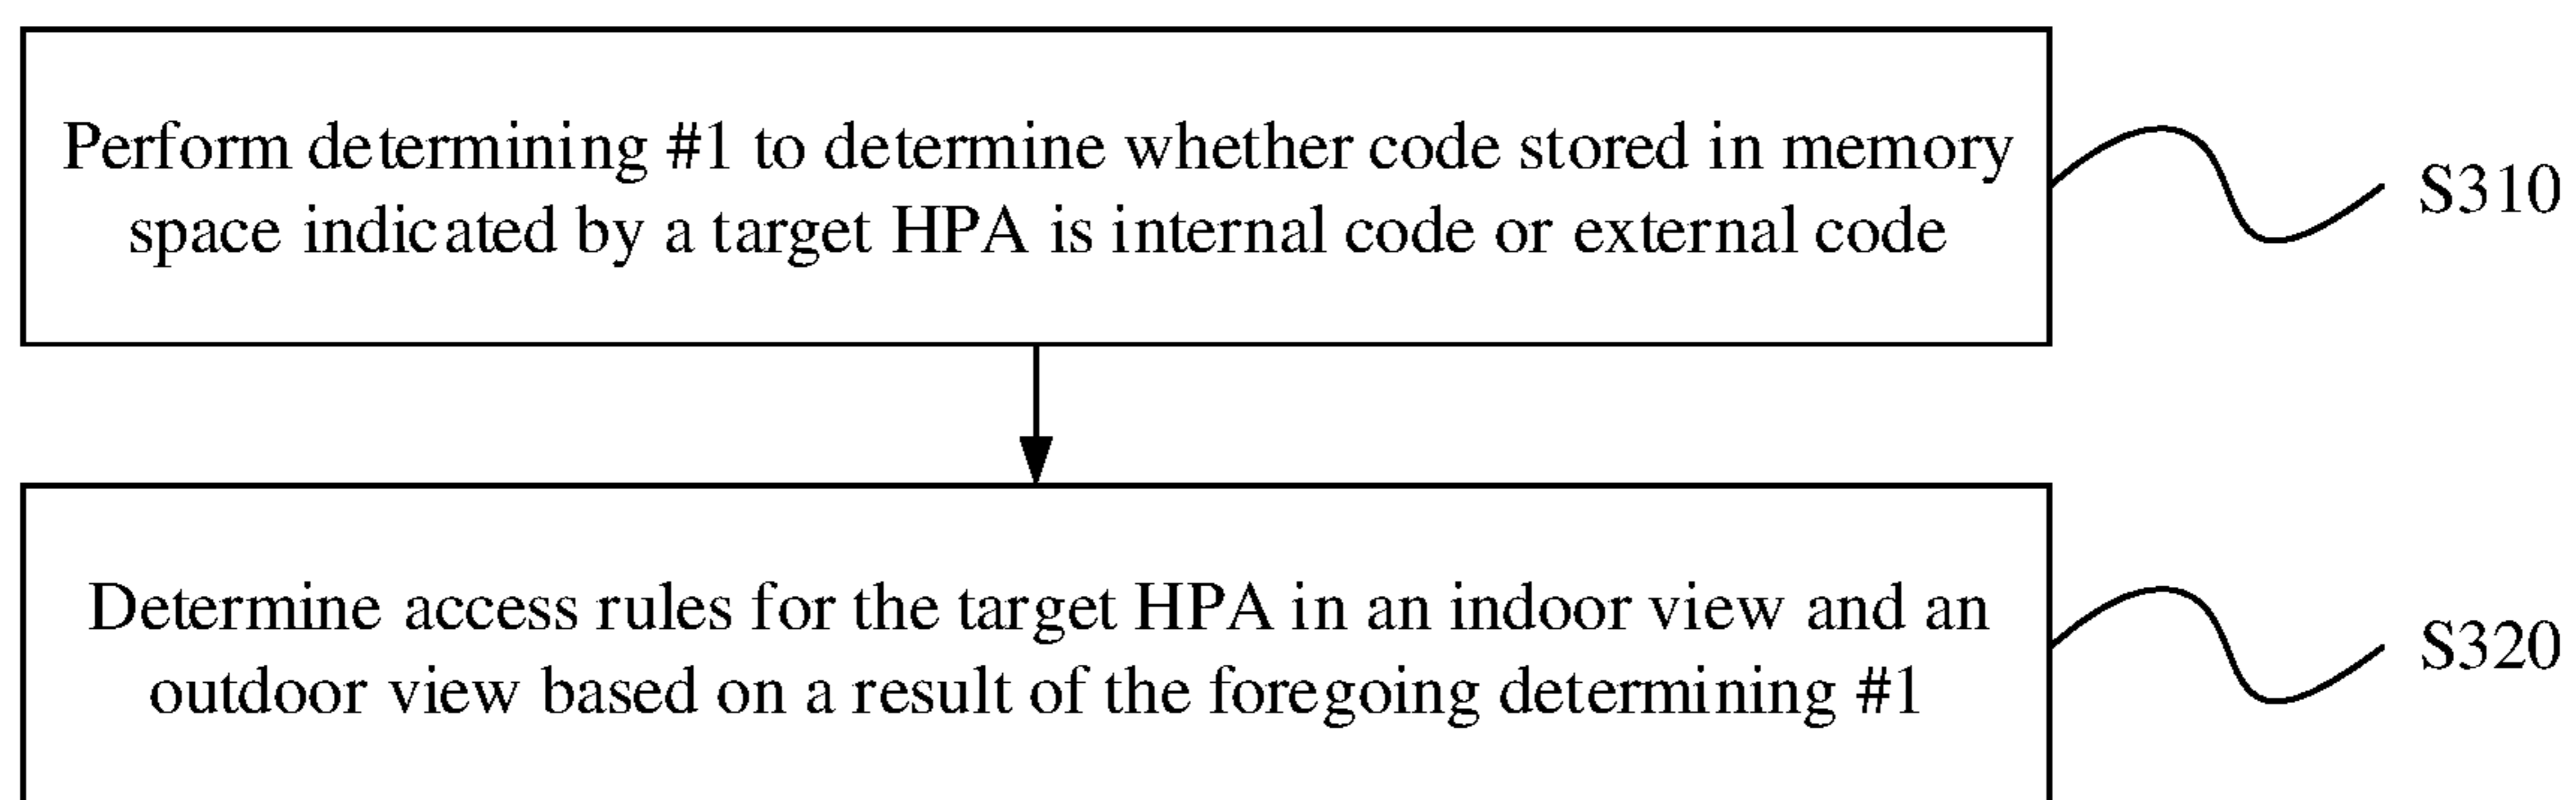 Perform determining #1 to determine whether code stored in memory
space indicated by a target HPA is internal code or external code
S310
Determine access rules for the target HPA in an indoor view and an
outdoor view based on a result of the foregoing determining #1
S320